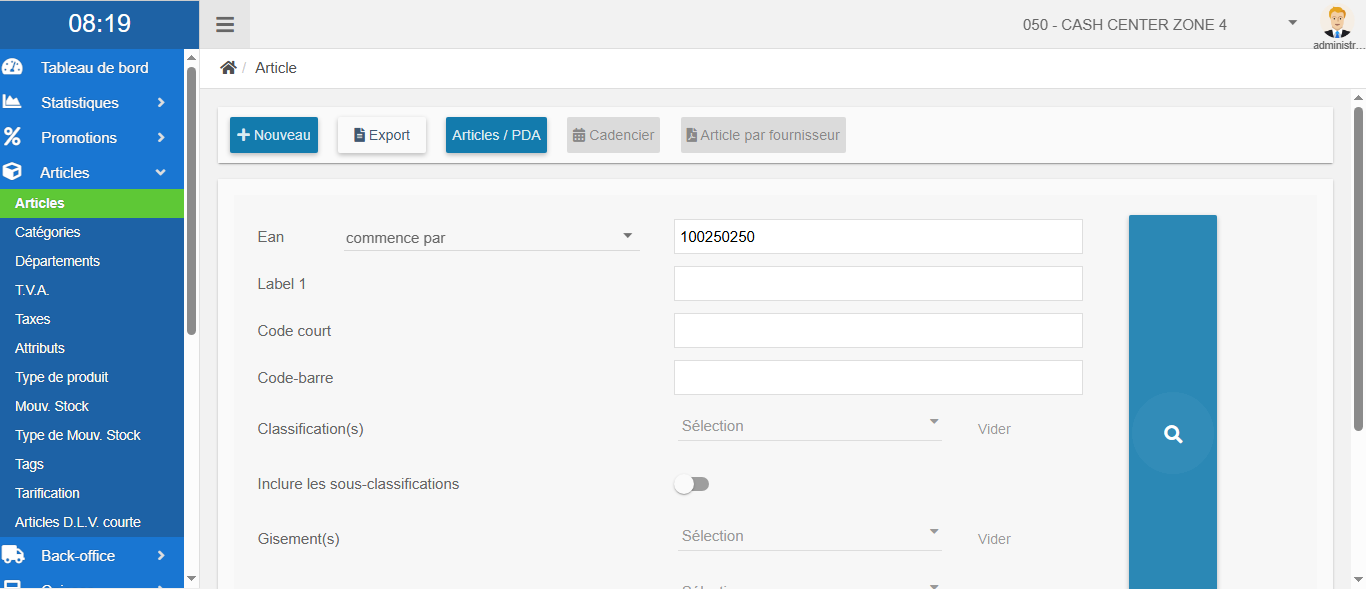 08:19
050 - CASH CENTER ZONE 4
administr...
Tableau de bord
Statistiques
Promotions
Articles
Articles
Catégories
Départements
T.V.A.
Taxes
Attributs
Type de produit
Mouv. Stock
Type de Mouv. Stock
Tags
Tarification
Articles D.L.V. courte
Back-office
/ Article
Nouveau
Export
Articles / PDA
Cadencier
Article par fournisseur
Ean commence par 100250250
Label 1
Code court
Code-barre
Classification(s) Sélection Vider
Inclure les sous-classifications
Gisement(s) Sélection Vider